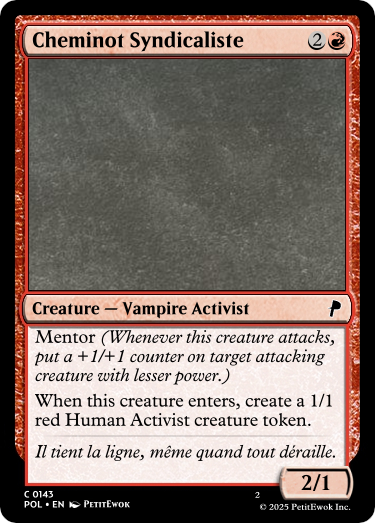 Cheminot Syndicaliste 2
Creature — Vampire Activist
Mentor (Whenever this creature attacks,
put a +1/+1 counter on target attacking
creature with lesser power.)
When this creature enters, create a 1/1
red Human Activist creature token.
Il tient la ligne, même quand tout déraille.
2/1
C 0143
2
POL • EN PetitEwok
© 2025 PetitEwok Inc.